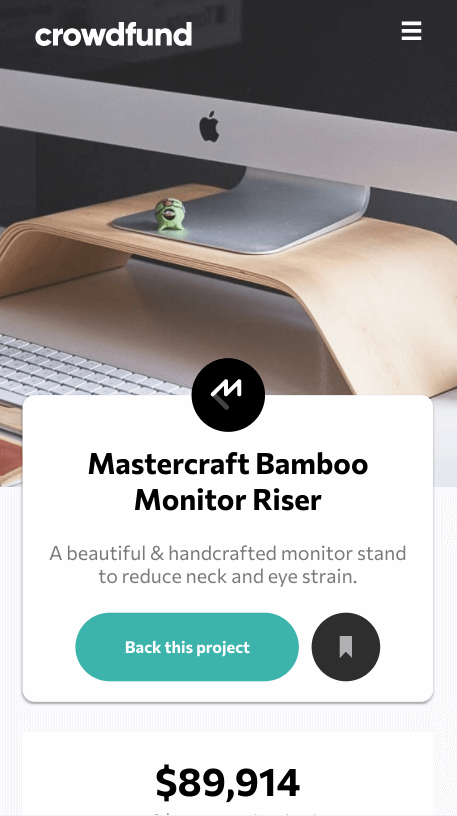 crowdfund
Mastercraft Bamboo
Monitor Riser
A beautiful & handcrafted monitor stand
to reduce neck and eye strain.
Back this project
$89,914